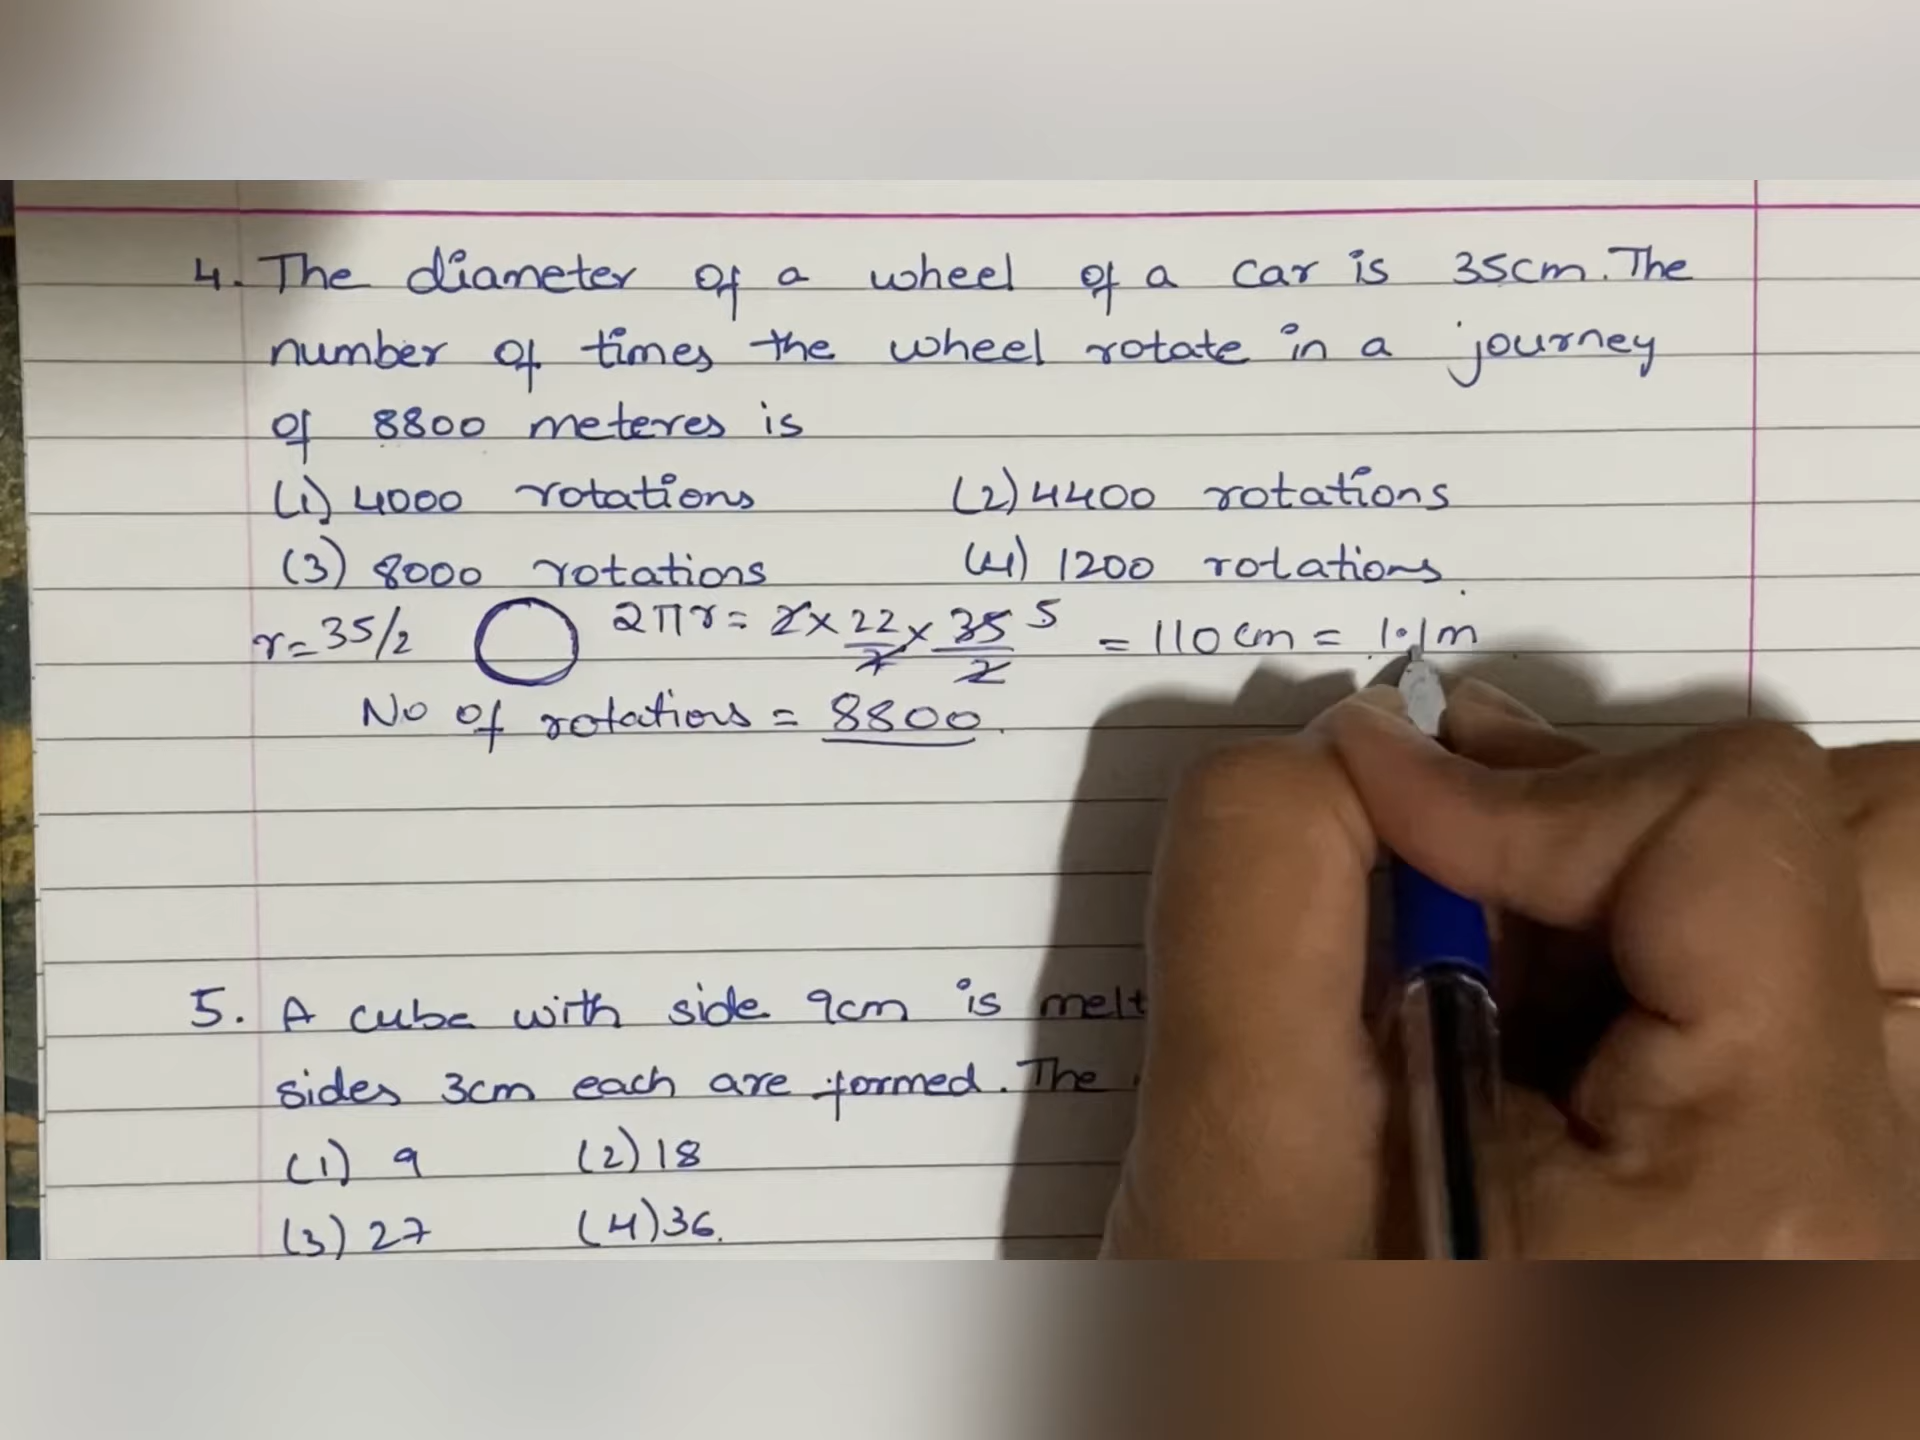 4. The diameter of a wheel of a car is 35cm. The
number of times the wheel rotate in a journey
of 8800 meteres is
(1) 4000 rotations (2) 4400 rotations
(3) 8000 rotations (4) 1200 rotations.
r = 35/2 2πr = 2 × 22/7 × 35/2 5 = 110cm = 1.1m
No of rotations = 8800
5. A cube with side 9cm is melt
sides 3cm each are formed. The
(1) 9 (2) 18
(3) 27 (4) 36.